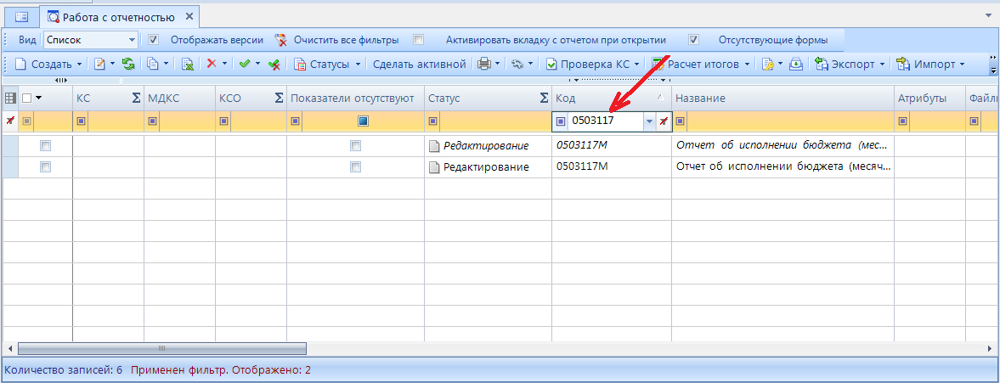 Работа с отчетностью
Вид Список Отображать версии Очистить все фильтры Активировать вкладку с отчетом при открытии Отсутствующие формы
Создать Статусы Сделать активной Проверка КС Расчет итогов Экспорт Импорт
КС Σ МДКС КСО Σ Показатели отсутствуют Статус Σ Код Название Атрибуты Файлы
0503117
Редактирование 0503117М Отчет об исполнении бюджета (мес...
Редактирование 0503117М Отчет об исполнении бюджета (месяч...
Количество записей: 6 Применен фильтр. Отображено: 2